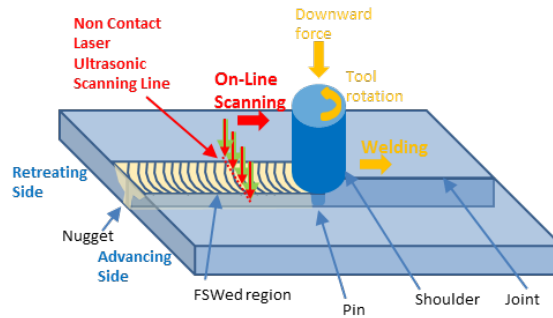 Non Contact
Laser
Ultrasonic
Scanning Line
Downward
force
On-Line
Scanning
Tool
rotation
Welding
Retreating
Side
Nugget
Advancing
Side
FSWed region
Pin
Shoulder
Joint